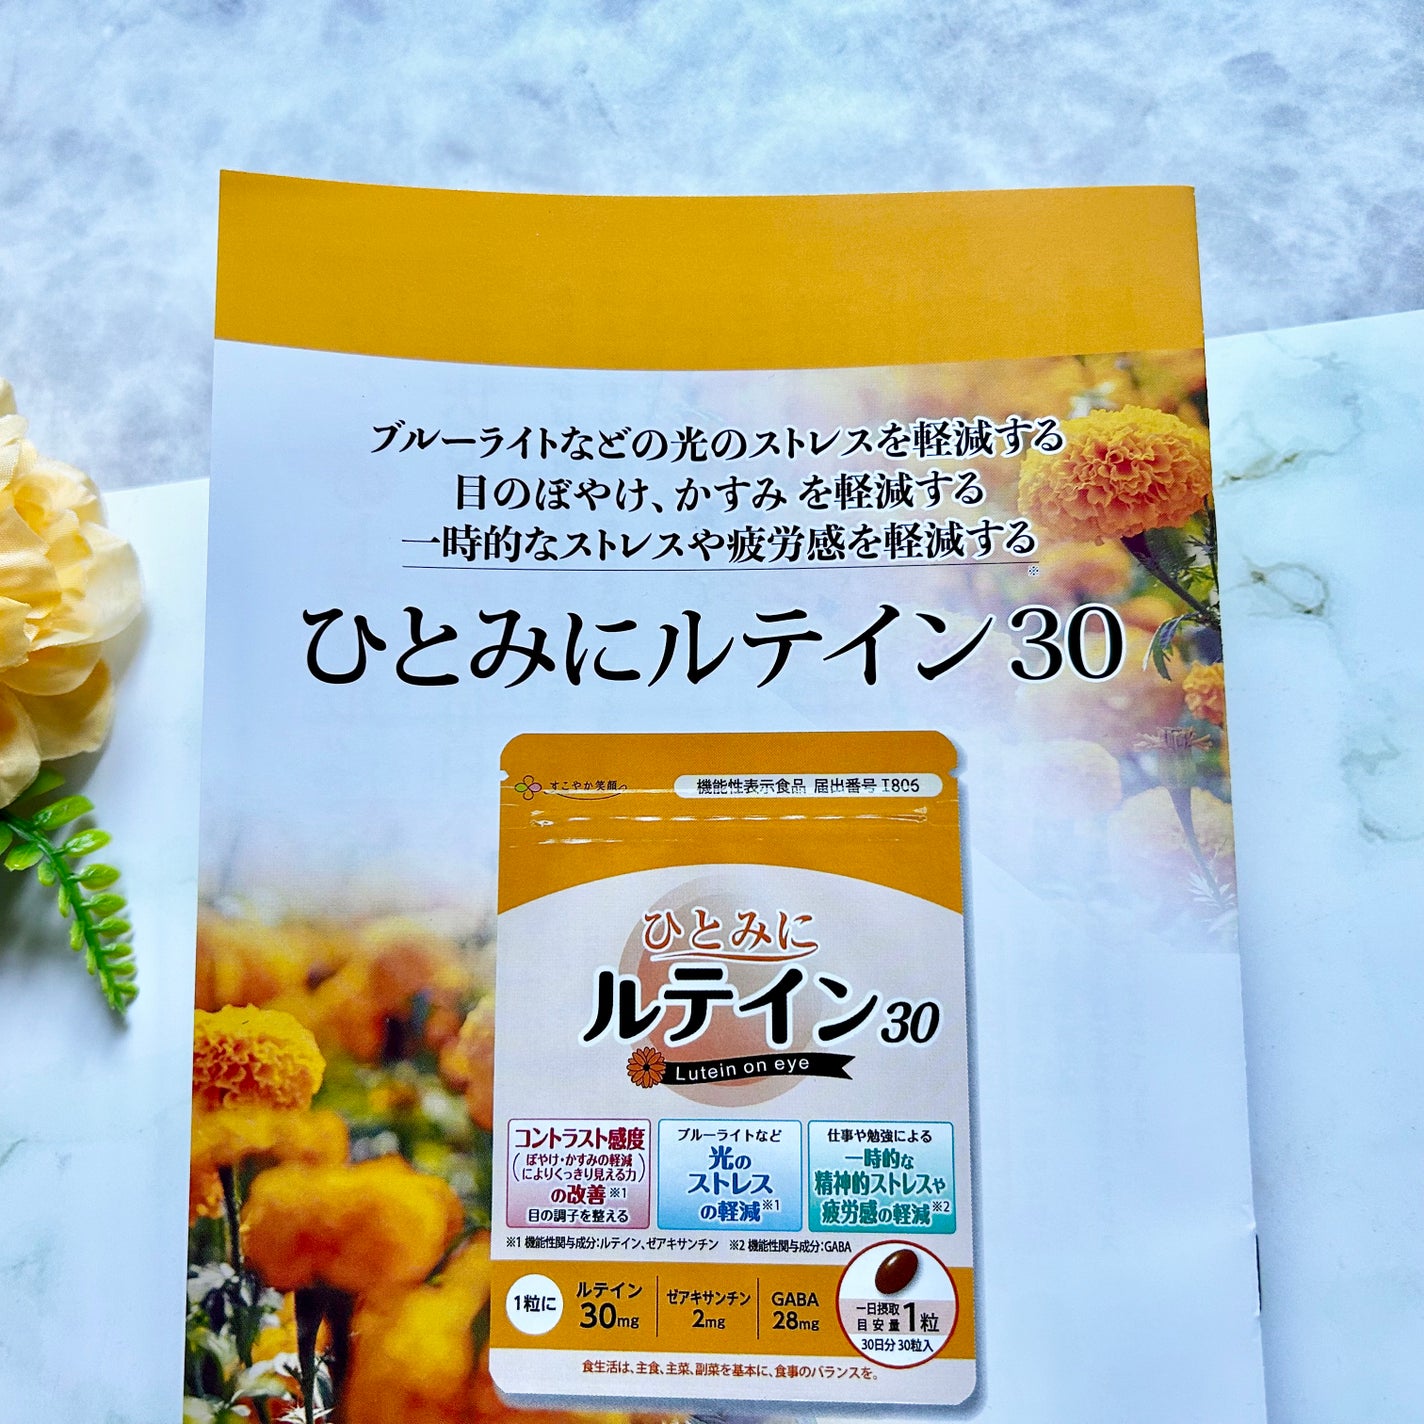 ブルーライトなどの光のストレスを軽減する
目のぼやけ、かすみ を軽減する
一時的なストレスや疲労感を軽減する
※
ひとみにルテイン30
すこやか笑顔
機能性表示食品 届出番号 I806
ひとみに
ルテイン30
Lutein on eye
コントラスト感度
(ぼやけ・かすみの軽減
によりくっきり見える力)
の改善※1
目の調子を整える
ブルーライトなど
光の
ストレス
の軽減※1
仕事や勉強による
一時的な
精神的ストレスや
疲労感の軽減※2
※1 機能性関与成分:ルテイン、ゼアキサンチン ※2 機能性関与成分:GABA
1粒に
ルテイン
30mg
ゼアキサンチン
2mg
GABA
28mg
一日摂取
目安量 1粒
30日分 30粒入
食生活は、主食、主菜、副菜を基本に、食事のバランスを。